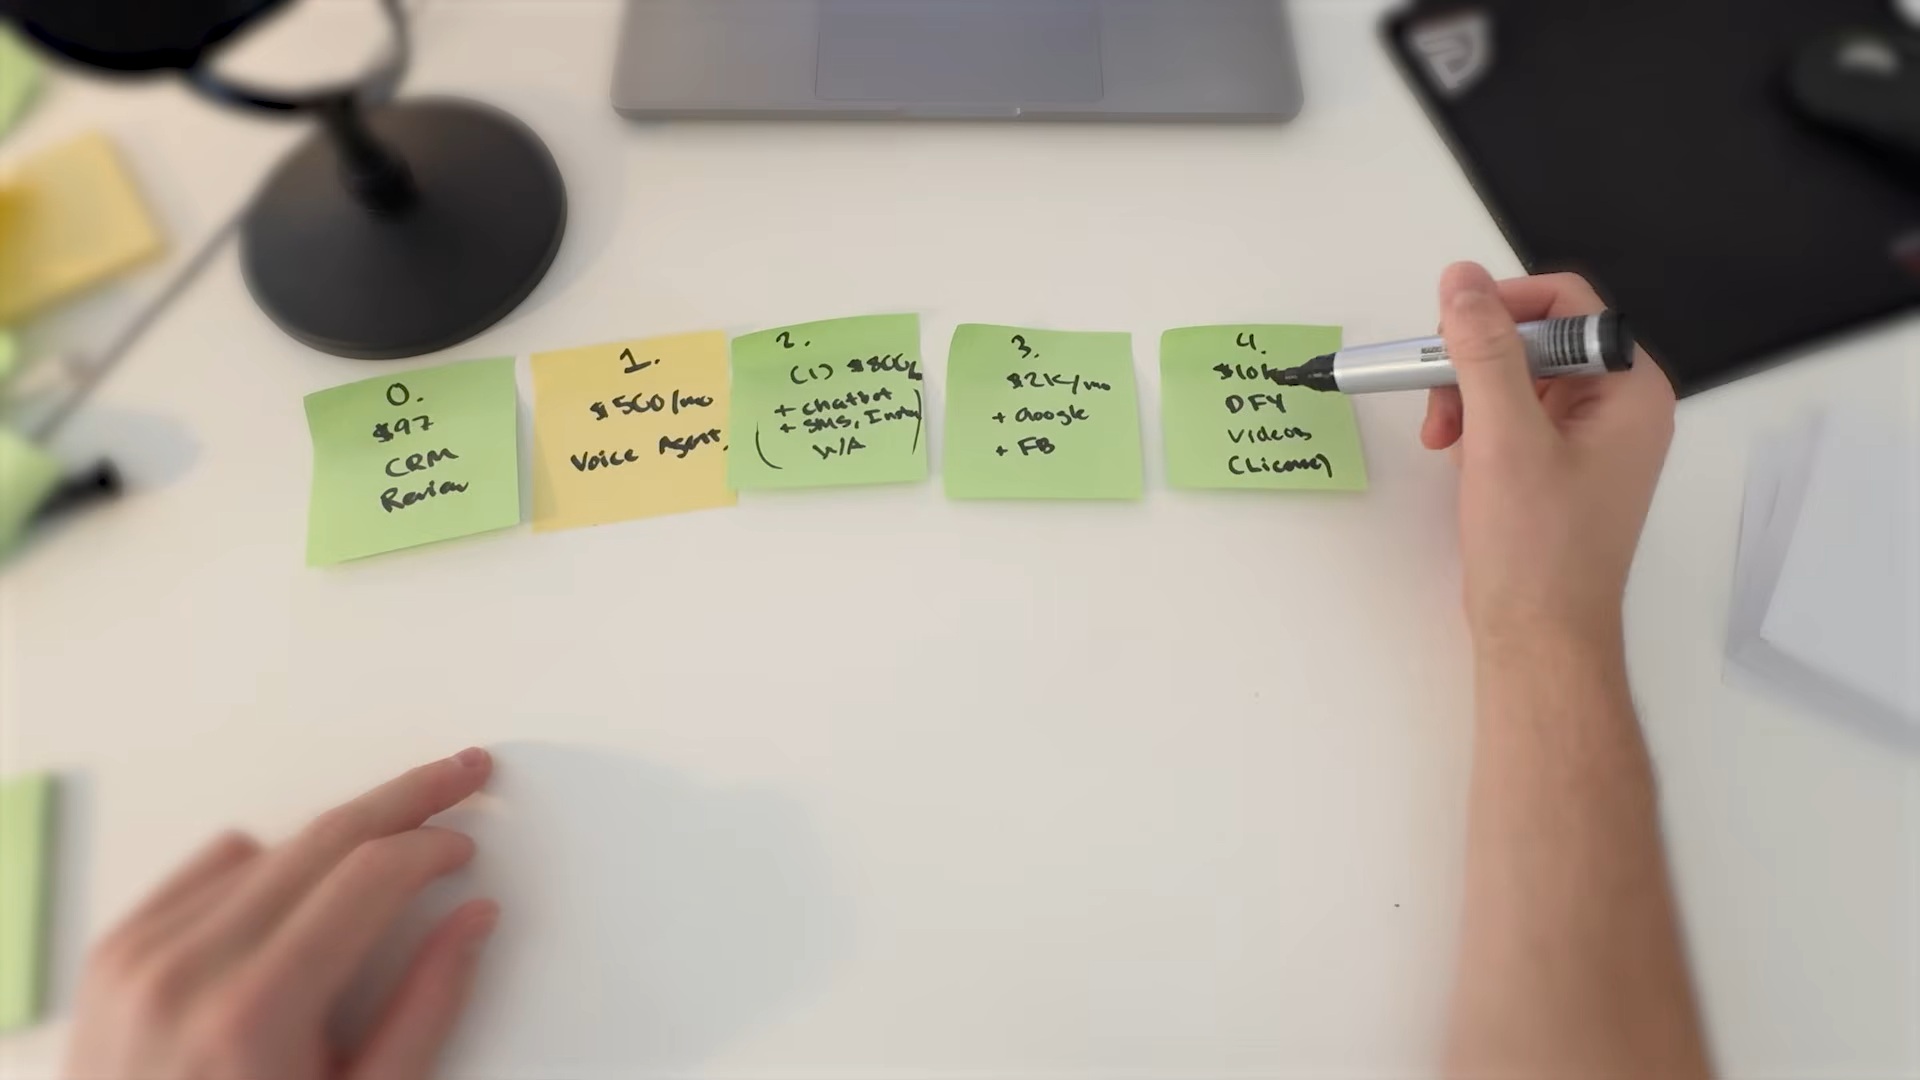 0.
$97
CRM
Review
1.
$500/mo
Voice Agent.
2.
(1) $800
+ chatbot
+ SMS, Insta
W/A
3.
$2K/mo
+ Google
+ FB
4.
$10k
DFY
Videos